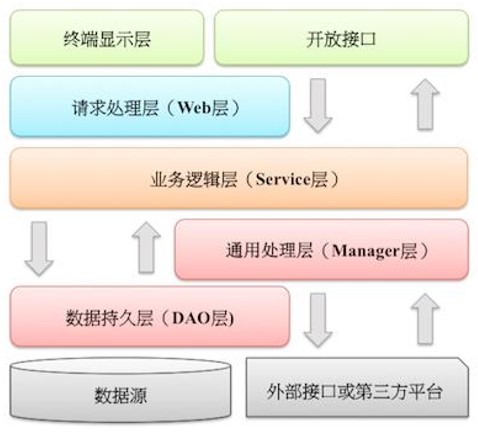 终端显示层
开放接口
请求处理层（Web层）
业务逻辑层（Service层）
通用处理层（Manager层）
数据持久层（DAO层)
数据源
外部接口或第三方平台